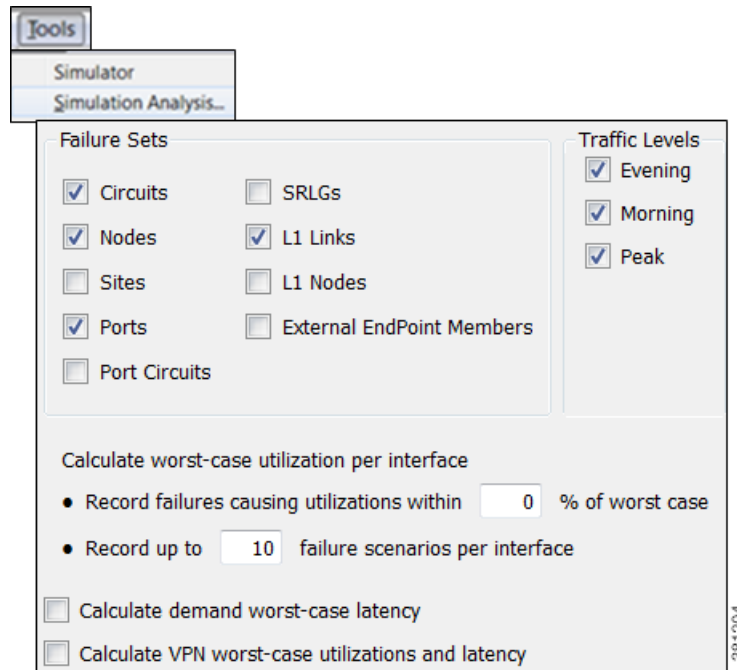 Tools
Simulator
Simulation Analysis...
Failure Sets
Circuits
SRLGs
Nodes
L1 Links
Sites
L1 Nodes
Ports
External EndPoint Members
Port Circuits
Traffic Levels
Evening
Morning
Peak
Calculate worst-case utilization per interface
• Record failures causing utilizations within 0 % of worst case
• Record up to 10 failure scenarios per interface
Calculate demand worst-case latency
Calculate VPN worst-case utilizations and latency